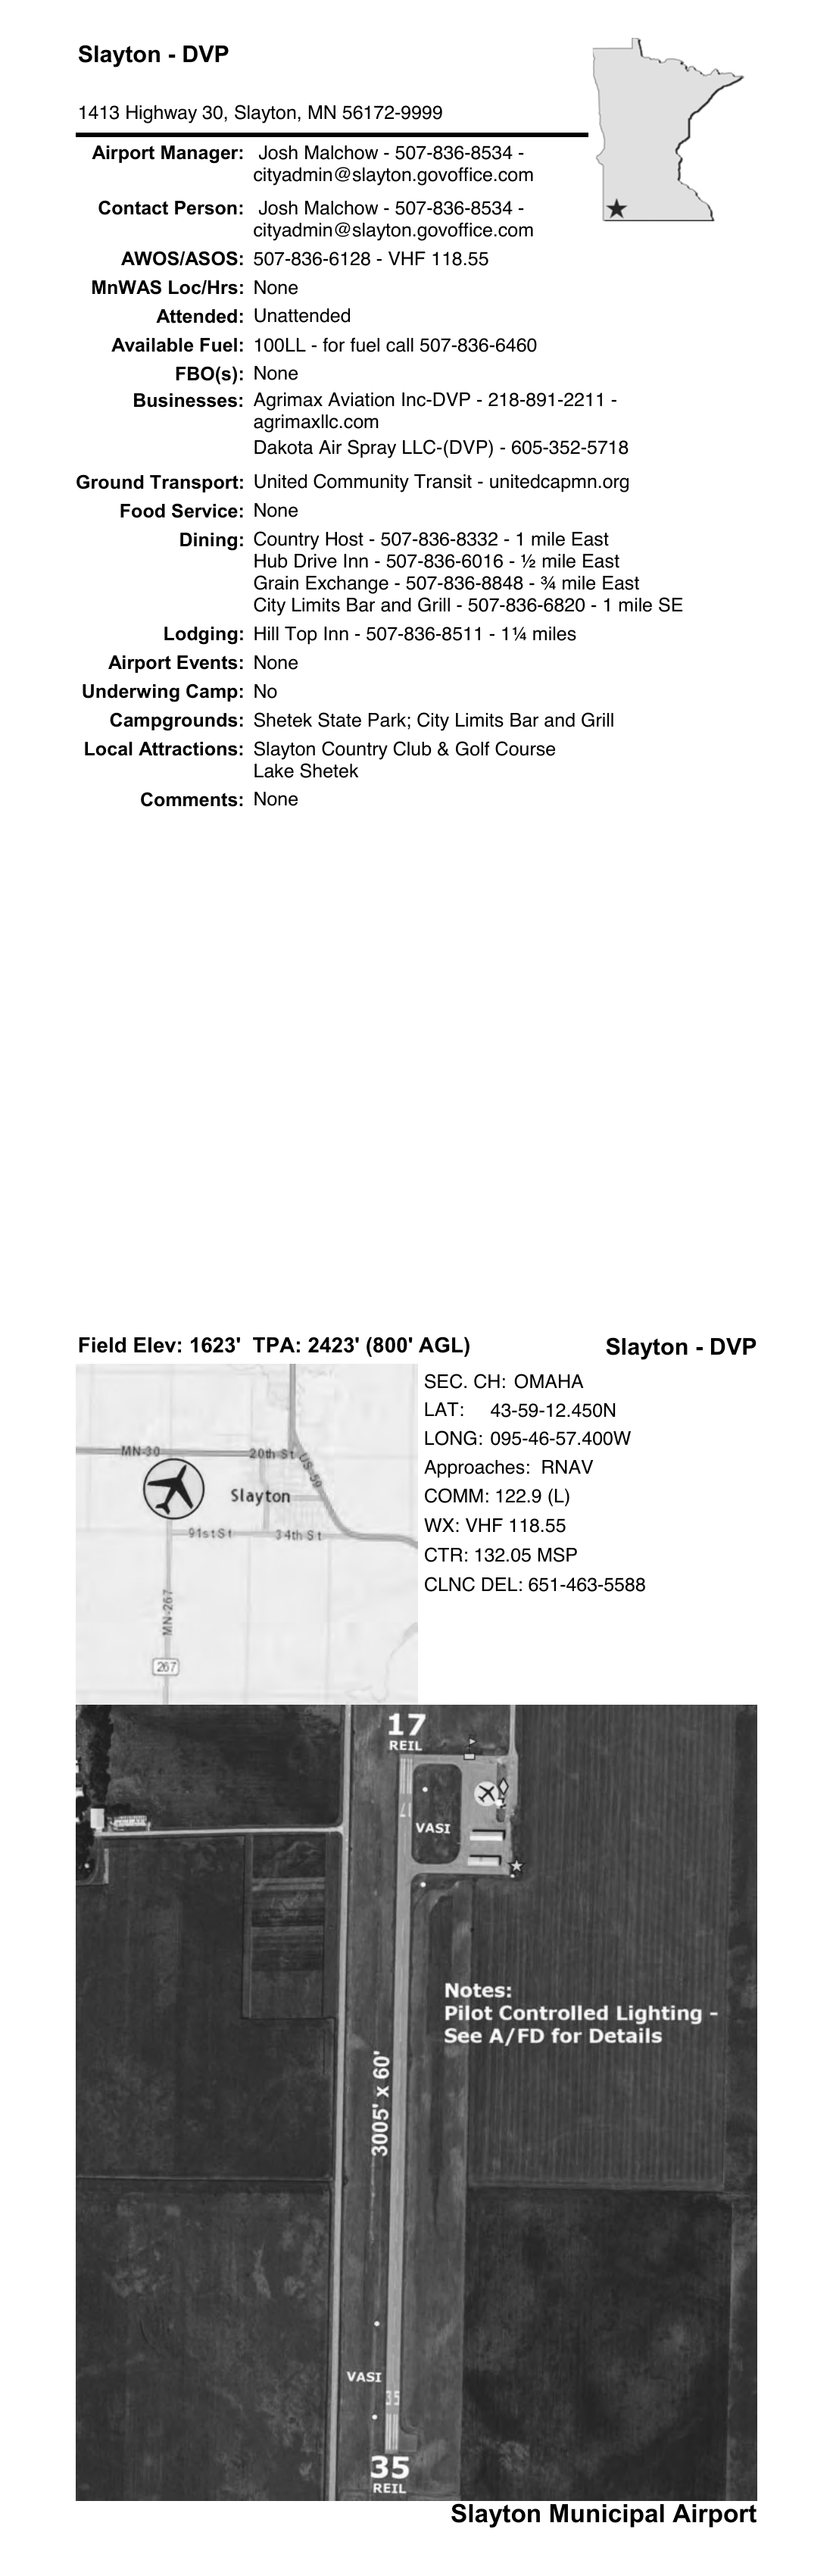 Slayton - DVP
1413 Highway 30, Slayton, MN 56172-9999
Airport Manager: Josh Malchow - 507-836-8534 -
cityadmin@slayton.govoffice.com
Contact Person: Josh Malchow - 507-836-8534 -
cityadmin@slayton.govoffice.com
AWOS/ASOS: 507-836-6128 - VHF 118.55
MnWAS Loc/Hrs: None
Attended: Unattended
Available Fuel: 100LL - for fuel call 507-836-6460
FBO(s): None
Businesses: Agrimax Aviation Inc-DVP - 218-891-2211 -
agrimaxllc.com
Dakota Air Spray LLC-(DVP) - 605-352-5718
Ground Transport: United Community Transit - unitedcapmn.org
Food Service: None
Dining: Country Host - 507-836-8332 - 1 mile East
Hub Drive Inn - 507-836-6016 - ½ mile East
Grain Exchange - 507-836-8848 - ¾ mile East
City Limits Bar and Grill - 507-836-6820 - 1 mile SE
Lodging: Hill Top Inn - 507-836-8511 - 1¼ miles
Airport Events: None
Underwing Camp: No
Campgrounds: Shetek State Park; City Limits Bar and Grill
Local Attractions: Slayton Country Club & Golf Course
Lake Shetek
Comments: None
Field Elev: 1623' TPA: 2423' (800' AGL)
Slayton - DVP
MN-30
20th St
US 59
Slayton
91st St
34th St
MN-267
267
SEC. CH: OMAHA
LAT: 43-59-12.450N
LONG: 095-46-57.400W
Approaches: RNAV
COMM: 122.9 (L)
WX: VHF 118.55
CTR: 132.05 MSP
CLNC DEL: 651-463-5588
17
REIL
17
VASI
Notes:
Pilot Controlled Lighting -
See A/FD for Details
3005' x 60'
VASI
35
35
REIL
Slayton Municipal Airport